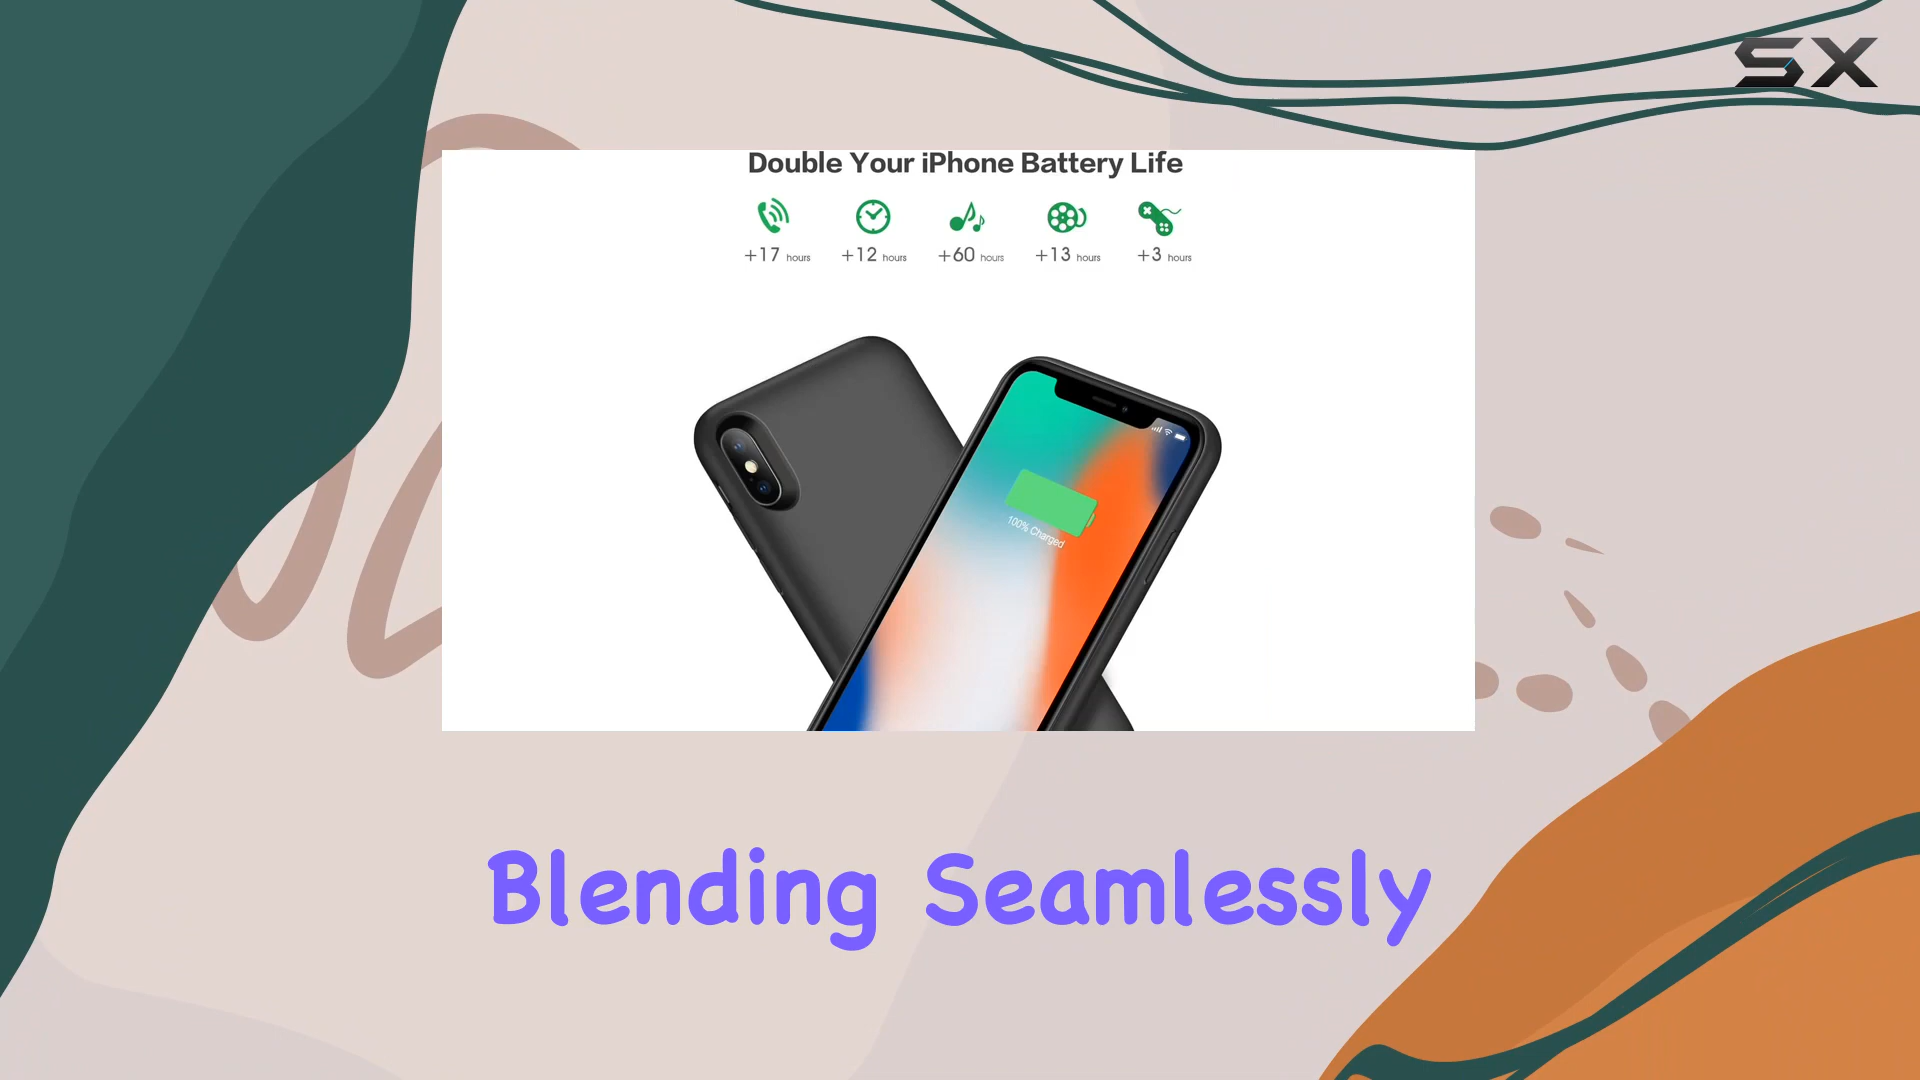 SX
Double Your iPhone Battery Life
+17 hours +12 hours +60 hours +13 hours +3 hours
100% Charged
Blending Seamlessly